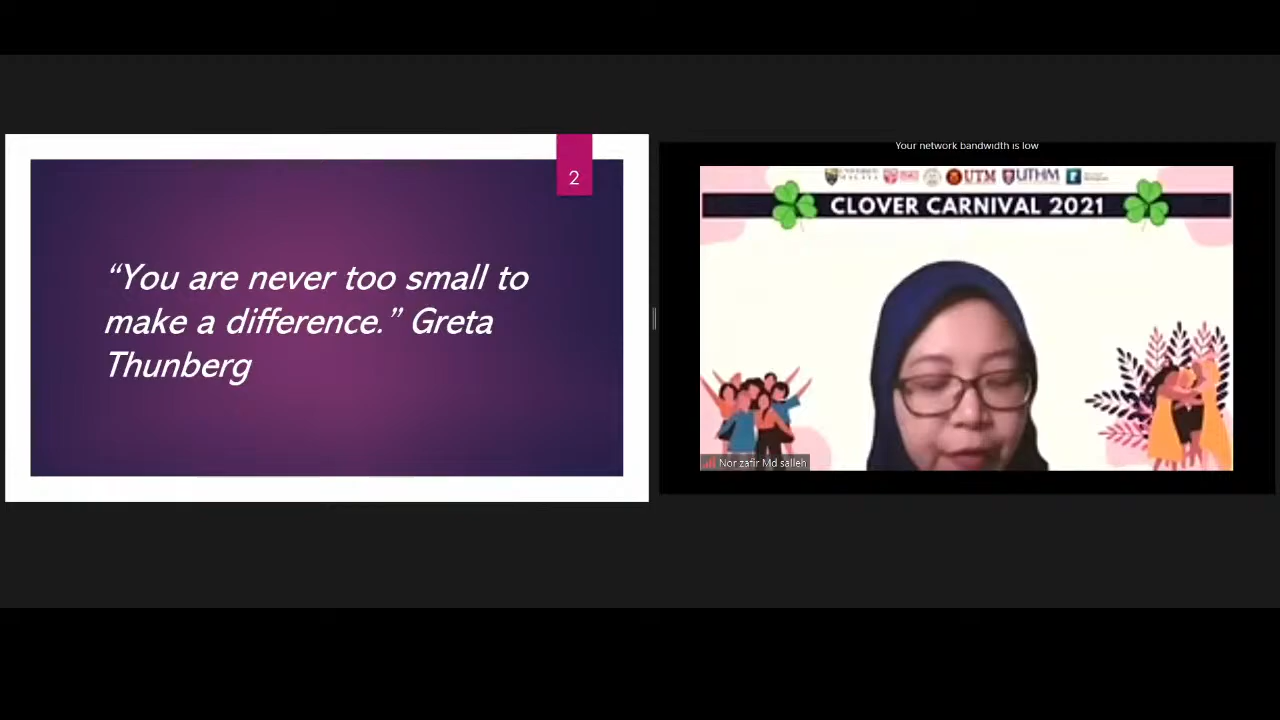 2
“You are never too small to
make a difference.” Greta
Thunberg
Your network bandwidth is low
UTM
UTHM
CLOVER CARNIVAL 2021
Nor zafir Md salleh